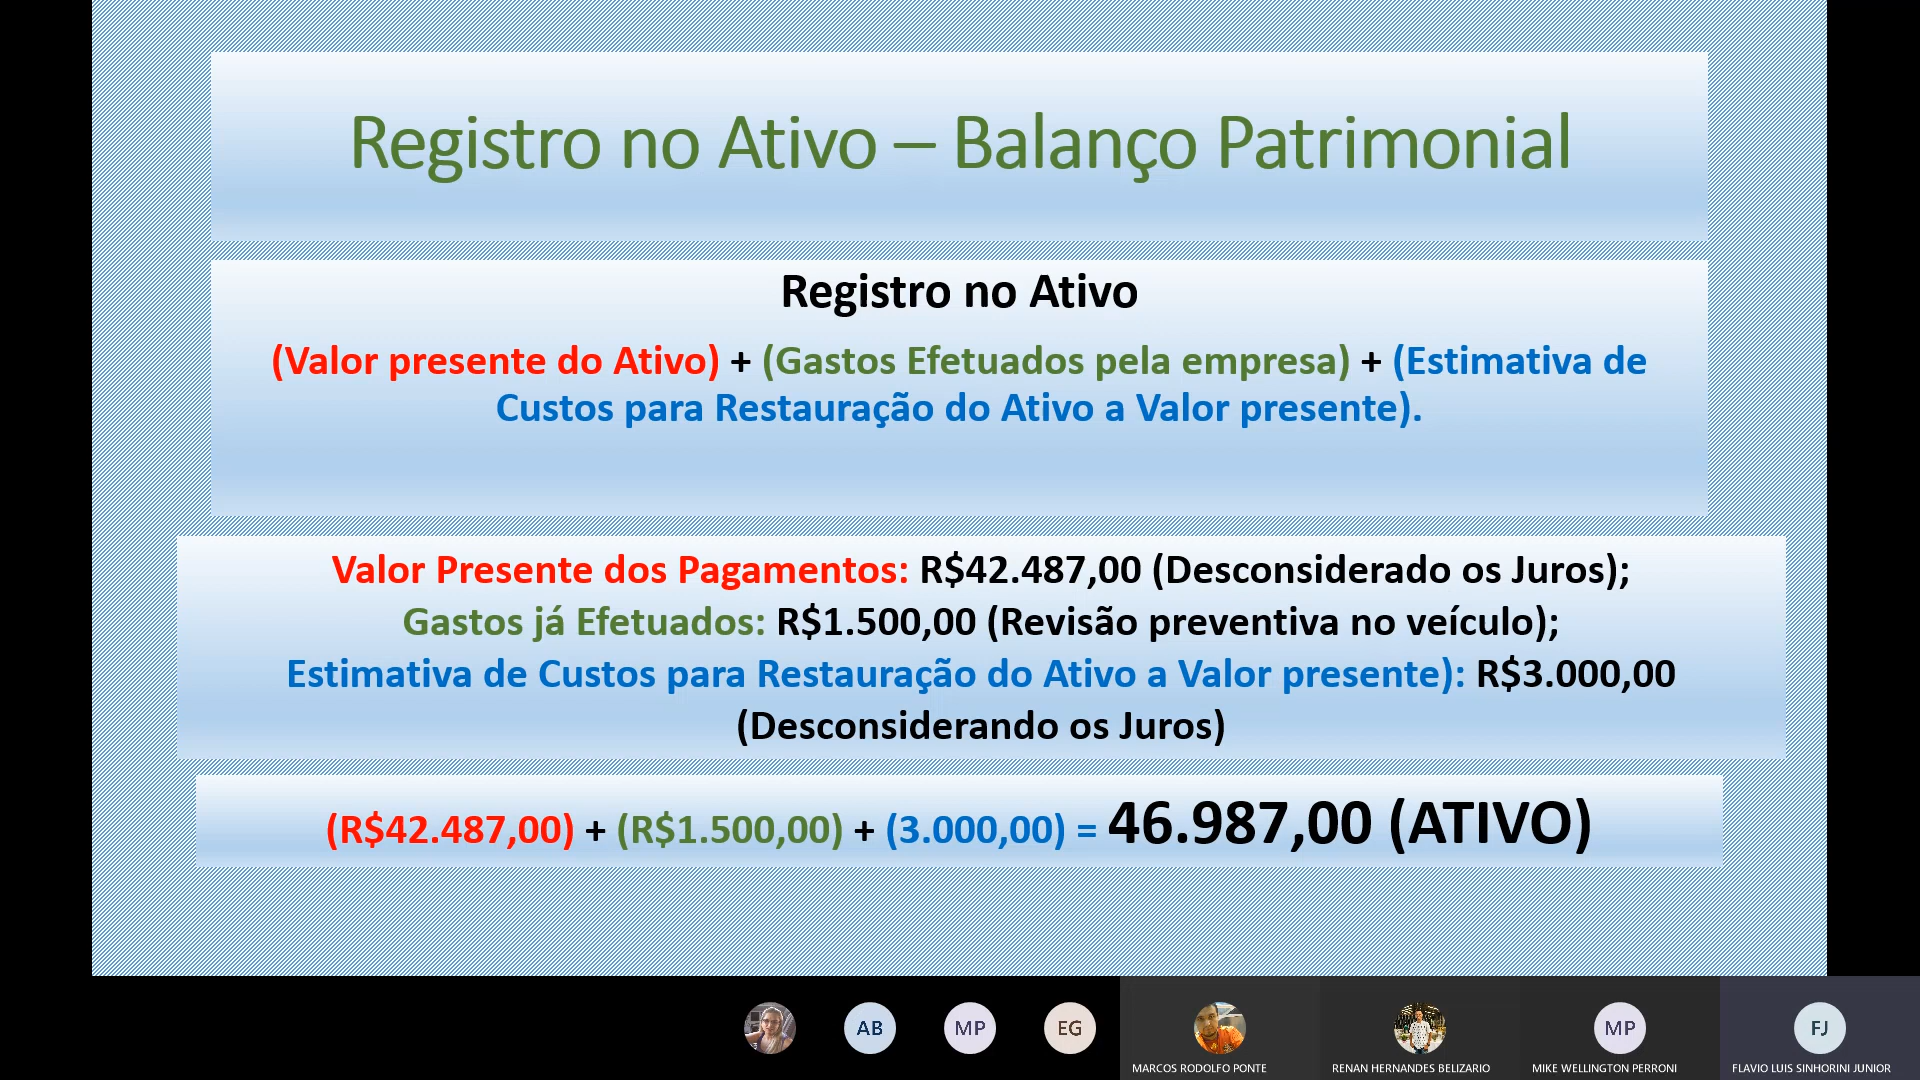 Registro no Ativo – Balanço Patrimonial
Registro no Ativo
(Valor presente do Ativo) + (Gastos Efetuados pela empresa) + (Estimativa de
Custos para Restauração do Ativo a Valor presente).
Valor Presente dos Pagamentos: R$42.487,00 (Desconsiderado os Juros);
Gastos já Efetuados: R$1.500,00 (Revisão preventiva no veículo);
Estimativa de Custos para Restauração do Ativo a Valor presente): R$3.000,00
(Desconsiderando os Juros)
(R$42.487,00) + (R$1.500,00) + (3.000,00) = 46.987,00 (ATIVO)
AB MP EG MP FJ
MARCOS RODOLFO PONTE RENAN HERNANDES BELIZARIO MIKE WELLINGTON PERRONI FLAVIO LUIS SINHORINI JUNIOR